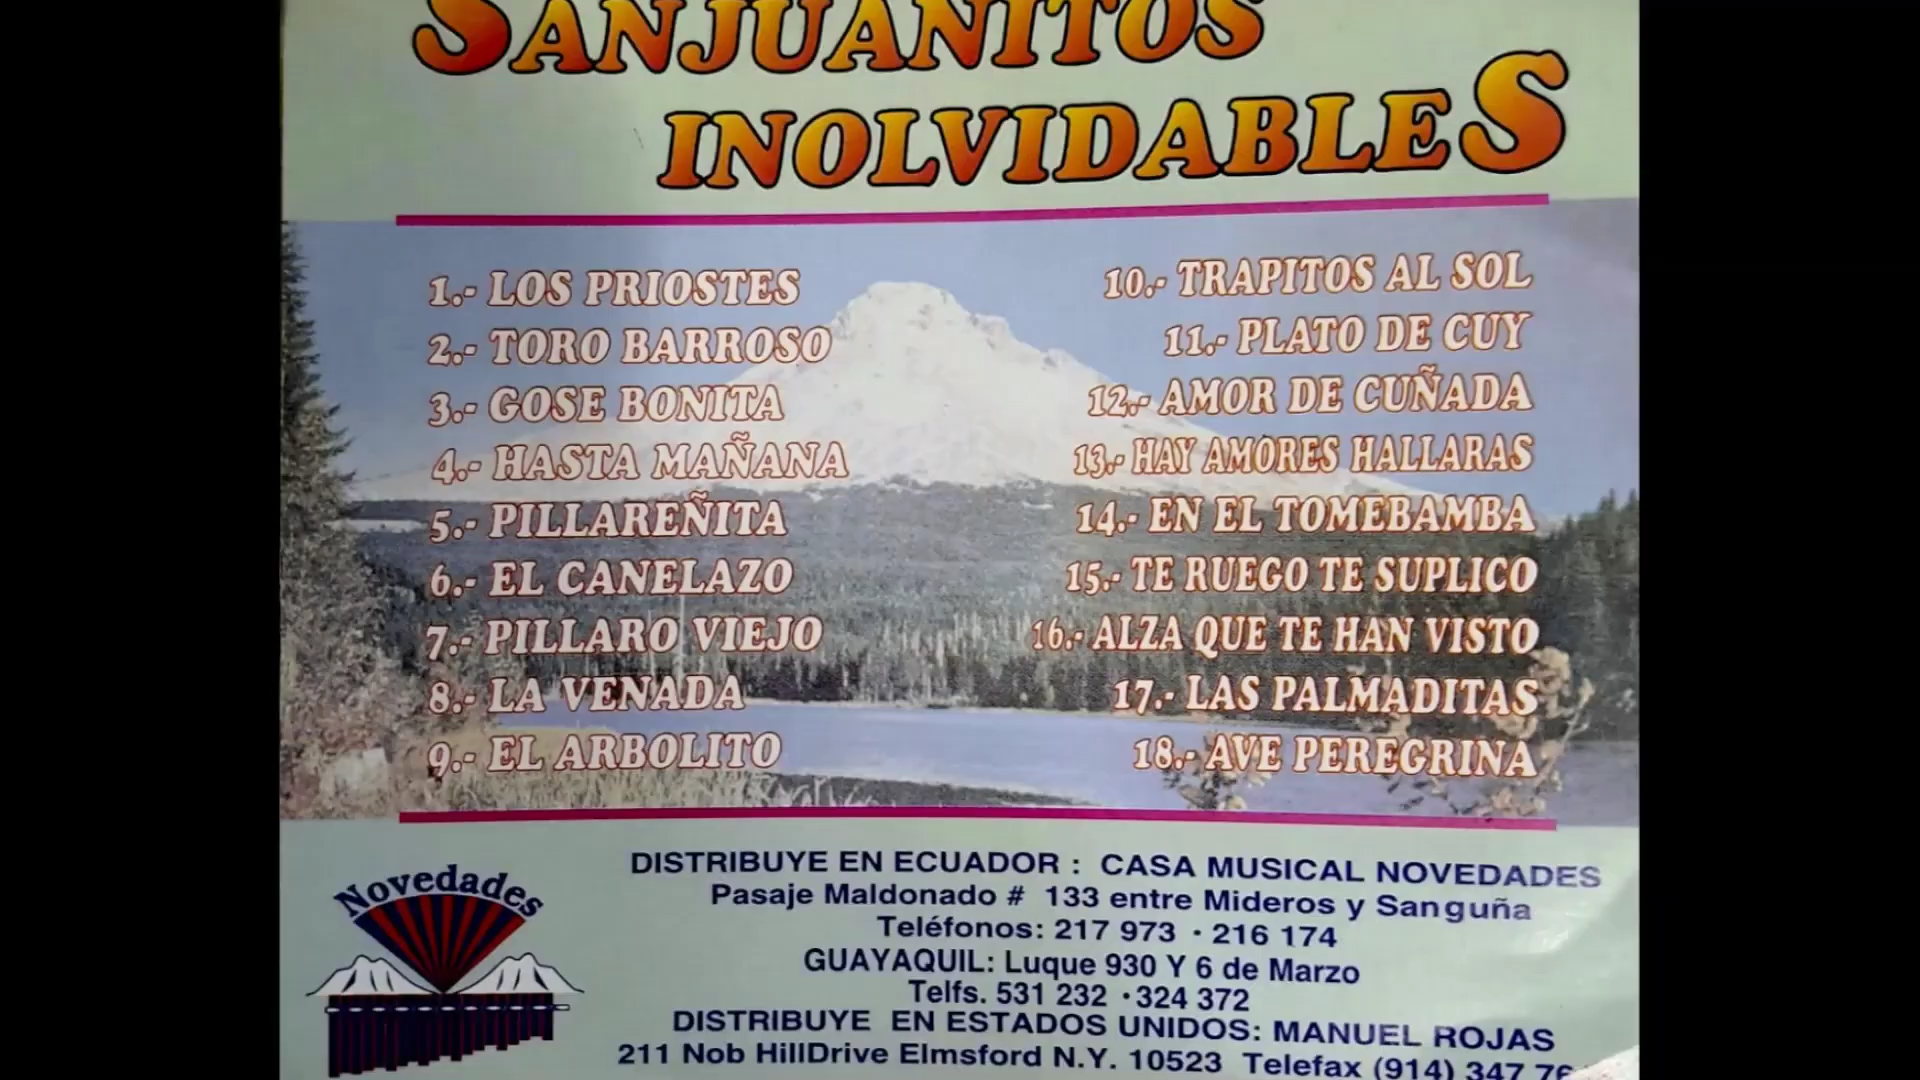 SANJUANITOS
INOLVIDABLES
1.- LOS PRIOSTES
2.- TORO BARROSO
3.- GOSE BONITA
4.- HASTA MAÑANA
5.- PILLAREÑITA
6.- EL CANELAZO
7.- PILLARO VIEJO
8.- LA VENADA
9.- EL ARBOLITO
10.- TRAPITOS AL SOL
11.- PLATO DE CUY
12.- AMOR DE CUÑADA
13.- HAY AMORES HALLARAS
14.- EN EL TOMEBAMBA
15.- TE RUEGO TE SUPLICO
16.- ALZA QUE TE HAN VISTO
17.- LAS PALMADITAS
18.- AVE PEREGRINA
Novedades
DISTRIBUYE EN ECUADOR : CASA MUSICAL NOVEDADES
Pasaje Maldonado # 133 entre Mideros y Sanguña
Teléfonos: 217 973 · 216 174
GUAYAQUIL: Luque 930 Y 6 de Marzo
Telfs. 531 232 · 324 372
DISTRIBUYE EN ESTADOS UNIDOS: MANUEL ROJAS
211 Nob HillDrive Elmsford N.Y. 10523 Telefax (914) 347